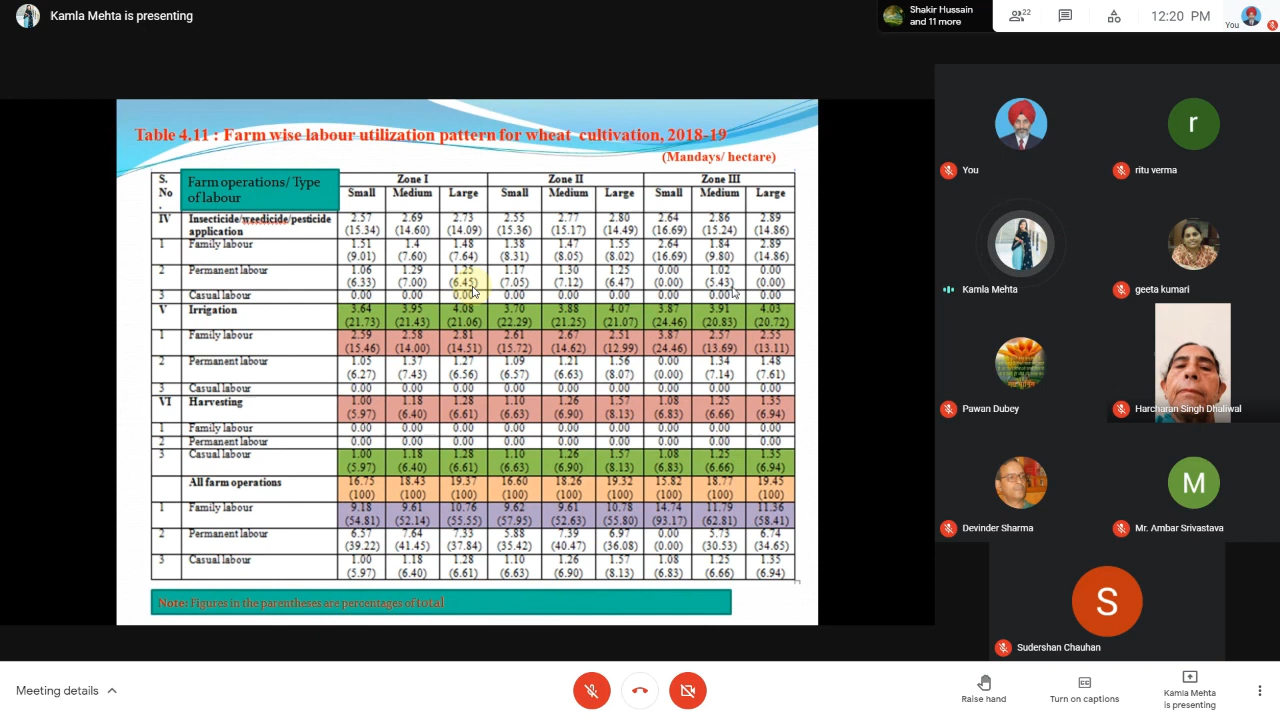 Kamla Mehta is presenting
Shakir Hussain
and 11 more
22
12:20 PM
You
Table 4.11 : Farm wise labour utilization pattern for wheat cultivation, 2018-19
(Mandays/ hectare)
S. No . Farm operations/ Type of labour Zone I Zone II Zone III
Small Medium Large Small Medium Large Small Medium Large
IV Insecticide/weedicide/pesticide application 2.57 2.69 2.73 2.55 2.77 2.80 2.64 2.86 2.89
(15.34) (14.60) (14.09) (15.36) (15.17) (14.49) (16.69) (15.24) (14.86)
1 Family labour 1.51 1.4 1.48 1.38 1.47 1.55 2.64 1.84 2.89
(9.01) (7.60) (7.64) (8.31) (8.05) (8.02) (16.69) (9.80) (14.86)
2 Permanent labour 1.06 1.29 1.25 1.17 1.30 1.25 0.00 1.02 0.00
(6.33) (7.00) (6.45) (7.05) (7.12) (6.47) (0.00) (5.43) (0.00)
3 Casual labour 0.00 0.00 0.00 0.00 0.00 0.00 0.00 0.00 0.00
V Irrigation 3.64 3.95 4.08 3.70 3.88 4.07 3.87 3.91 4.03
(21.73) (21.43) (21.06) (22.29) (21.25) (21.07) (24.46) (20.83) (20.72)
1 Family labour 2.59 2.58 2.81 2.61 2.67 2.51 3.87 2.57 2.55
(15.46) (14.00) (14.51) (15.72) (14.62) (12.99) (24.46) (13.69) (13.11)
2 Permanent labour 1.05 1.37 1.27 1.09 1.21 1.56 0.00 1.34 1.48
(6.27) (7.43) (6.56) (6.57) (6.63) (8.07) (0.00) (7.14) (7.61)
3 Casual labour 0.00 0.00 0.00 0.00 0.00 0.00 0.00 0.00 0.00
VI Harvesting 1.00 1.18 1.28 1.10 1.26 1.57 1.08 1.25 1.35
(5.97) (6.40) (6.61) (6.63) (6.90) (8.13) (6.83) (6.66) (6.94)
1 Family labour 0.00 0.00 0.00 0.00 0.00 0.00 0.00 0.00 0.00
2 Permanent labour 0.00 0.00 0.00 0.00 0.00 0.00 0.00 0.00 0.00
3 Casual labour 1.00 1.18 1.28 1.10 1.26 1.57 1.08 1.25 1.35
(5.97) (6.40) (6.61) (6.63) (6.90) (8.13) (6.83) (6.66) (6.94)
All farm operations 16.75 18.43 19.37 16.60 18.26 19.32 15.82 18.77 19.45
(100) (100) (100) (100) (100) (100) (100) (100) (100)
1 Family labour 9.18 9.61 10.76 9.62 9.61 10.78 14.74 11.79 11.36
(54.81) (52.14) (55.55) (57.95) (52.63) (55.80) (93.17) (62.81) (58.41)
2 Permanent labour 6.57 7.64 7.33 5.88 7.39 6.97 0.00 5.73 6.74
(39.22) (41.45) (37.84) (35.42) (40.47) (36.08) (0.00) (30.53) (34.65)
3 Casual labour 1.00 1.18 1.28 1.10 1.26 1.57 1.08 1.25 1.35
(5.97) (6.40) (6.61) (6.63) (6.90) (8.13) (6.83) (6.66) (6.94)
Note: Figures in the parentheses are percentages of total
You
r
ritu verma
Kamla Mehta
geeta kumari
Pawan Dubey
Harcharan Singh Dhaliwal
Devinder Sharma
M
Mr. Ambar Srivastava
S
Sudershan Chauhan
Meeting details
Raise hand
Turn on captions
Kamla Mehta
is presenting